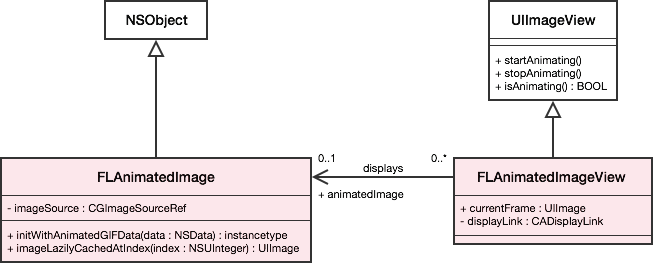 NSObject
UIImageView
+ startAnimating()
+ stopAnimating()
+ isAnimating() : BOOL
FLAnimatedImage
- imageSource : CGImageSourceRef
+ initWithAnimatedGIFData(data : NSData) : instancetype
+ imageLazilyCachedAtIndex(index : NSUInteger) : UIImage
0..1
displays
0..*
+ animatedImage
FLAnimatedImageView
+ currentFrame : UIImage
- displayLink : CADisplayLink